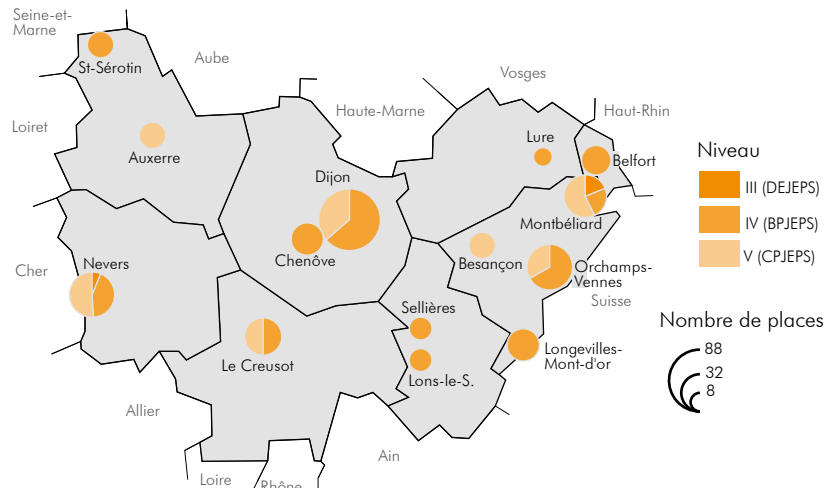 Seine-et-
Marne
St-Sérotin
Aube
Vosges
Haute-Marne
Haut-Rhin
Loiret
Auxerre
Lure
Belfort
Dijon
Montbéliard
Chenôve
Besançon
Orchamps-
Vennes
Suisse
Cher
Nevers
Sellières
Le Creusot
Lons-le-S.
Longevilles-
Mont-d'or
Allier
Ain
Loire
Rhône
Niveau
III (DEJEPS)
IV (BPJEPS)
V (CPJEPS)
Nombre de places
88
32
8